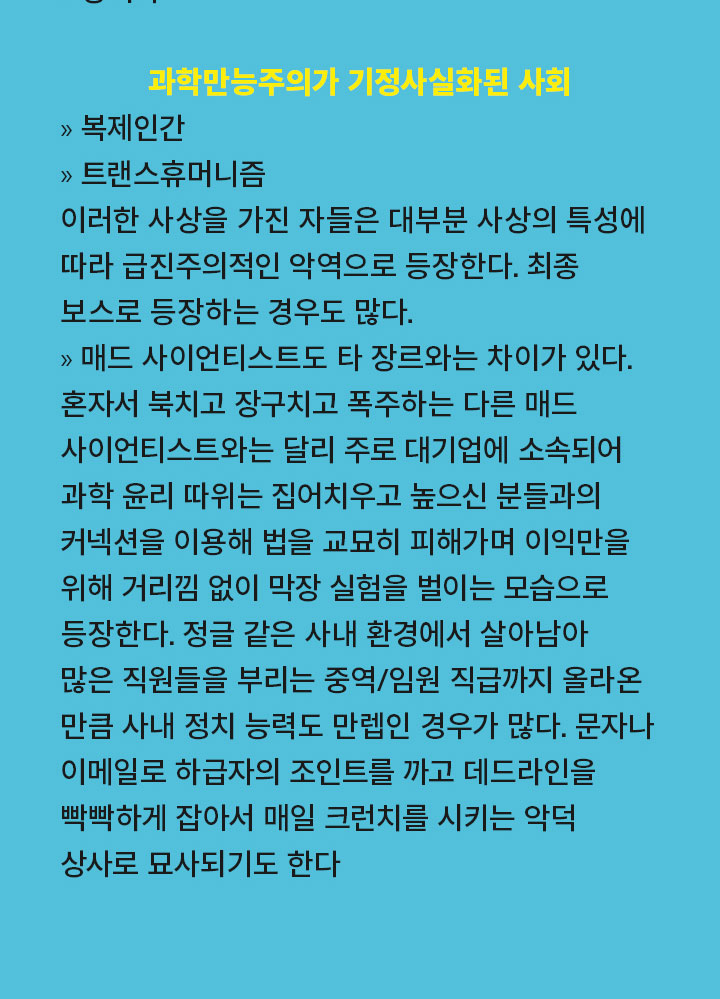 과학만능주의가 기정사실화된 사회
» 복제인간
» 트랜스휴머니즘
이러한 사상을 가진 자들은 대부분 사상의 특성에
따라 급진주의적인 악역으로 등장한다. 최종
보스로 등장하는 경우도 많다.
» 매드 사이언티스트도 타 장르와는 차이가 있다.
혼자서 북치고 장구치고 폭주하는 다른 매드
사이언티스트와는 달리 주로 대기업에 소속되어
과학 윤리 따위는 집어치우고 높으신 분들과의
커넥션을 이용해 법을 교묘히 피해가며 이익만을
위해 거리낌 없이 막장 실험을 벌이는 모습으로
등장한다. 정글 같은 사내 환경에서 살아남아
많은 직원들을 부리는 중역/임원 직급까지 올라온
만큼 사내 정치 능력도 만렙인 경우가 많다. 문자나
이메일로 하급자의 조인트를 까고 데드라인을
빡빡하게 잡아서 매일 크런치를 시키는 악덕
상사로 묘사되기도 한다